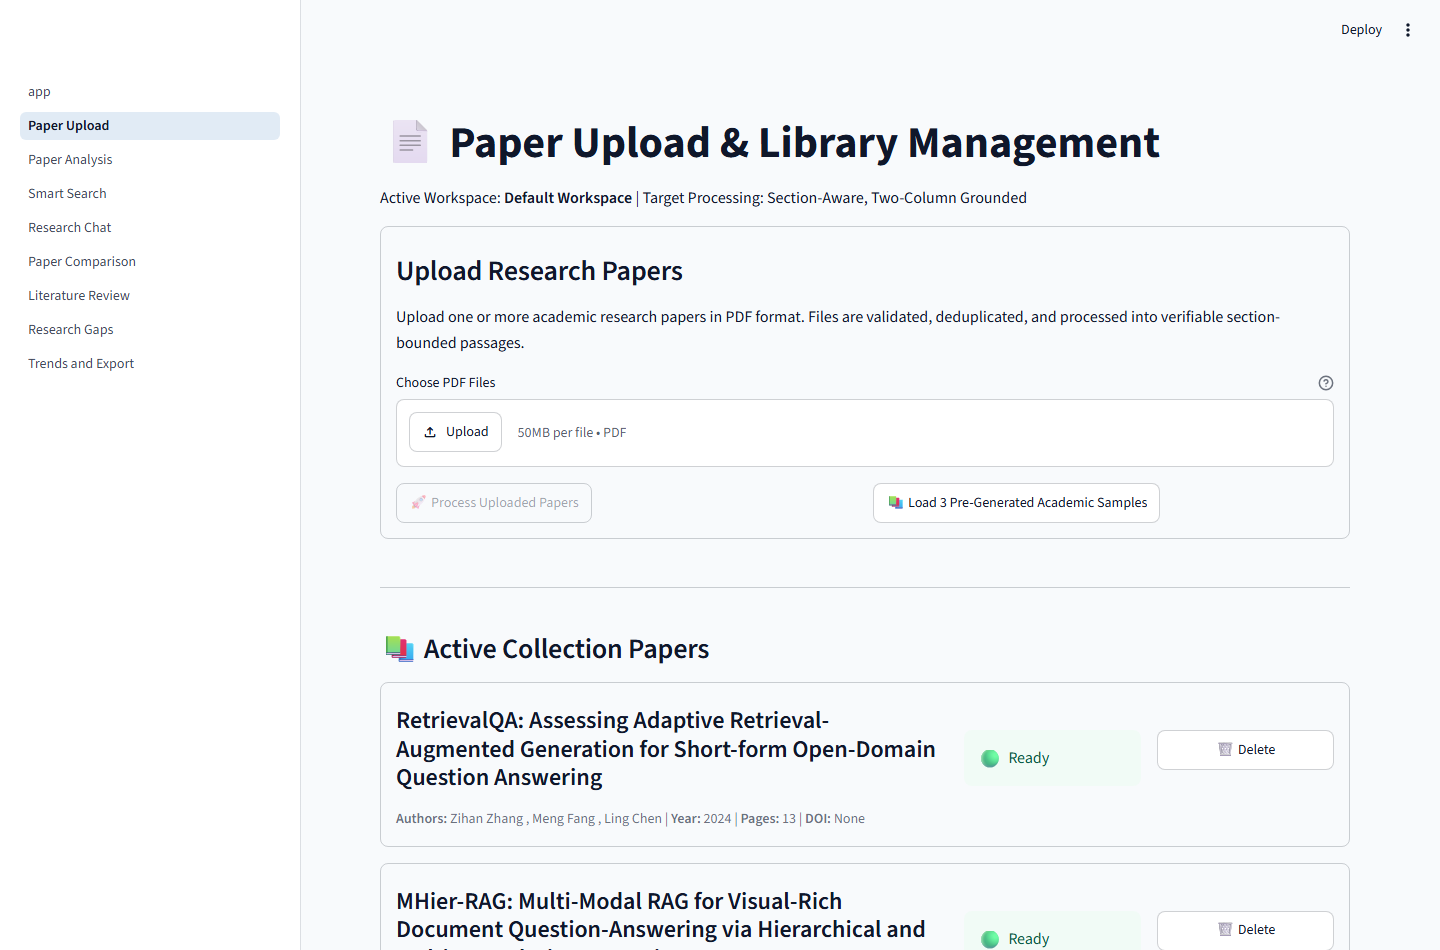 Deploy
app
Paper Upload
Paper Analysis
Smart Search
Research Chat
Paper Comparison
Literature Review
Research Gaps
Trends and Export
Paper Upload & Library Management
Active Workspace: Default Workspace | Target Processing: Section-Aware, Two-Column Grounded
Upload Research Papers
Upload one or more academic research papers in PDF format. Files are validated, deduplicated, and processed into verifiable section-
bounded passages.
Choose PDF Files
Upload
50MB per file • PDF
Process Uploaded Papers
Load 3 Pre-Generated Academic Samples
Active Collection Papers
RetrievalQA: Assessing Adaptive Retrieval-
Augmented Generation for Short-form Open-Domain
Question Answering
Ready
Delete
Authors: Zihan Zhang , Meng Fang , Ling Chen | Year: 2024 | Pages: 13 | DOI: None
MHier-RAG: Multi-Modal RAG for Visual-Rich
Document Question-Answering via Hierarchical and
Ready
Delete